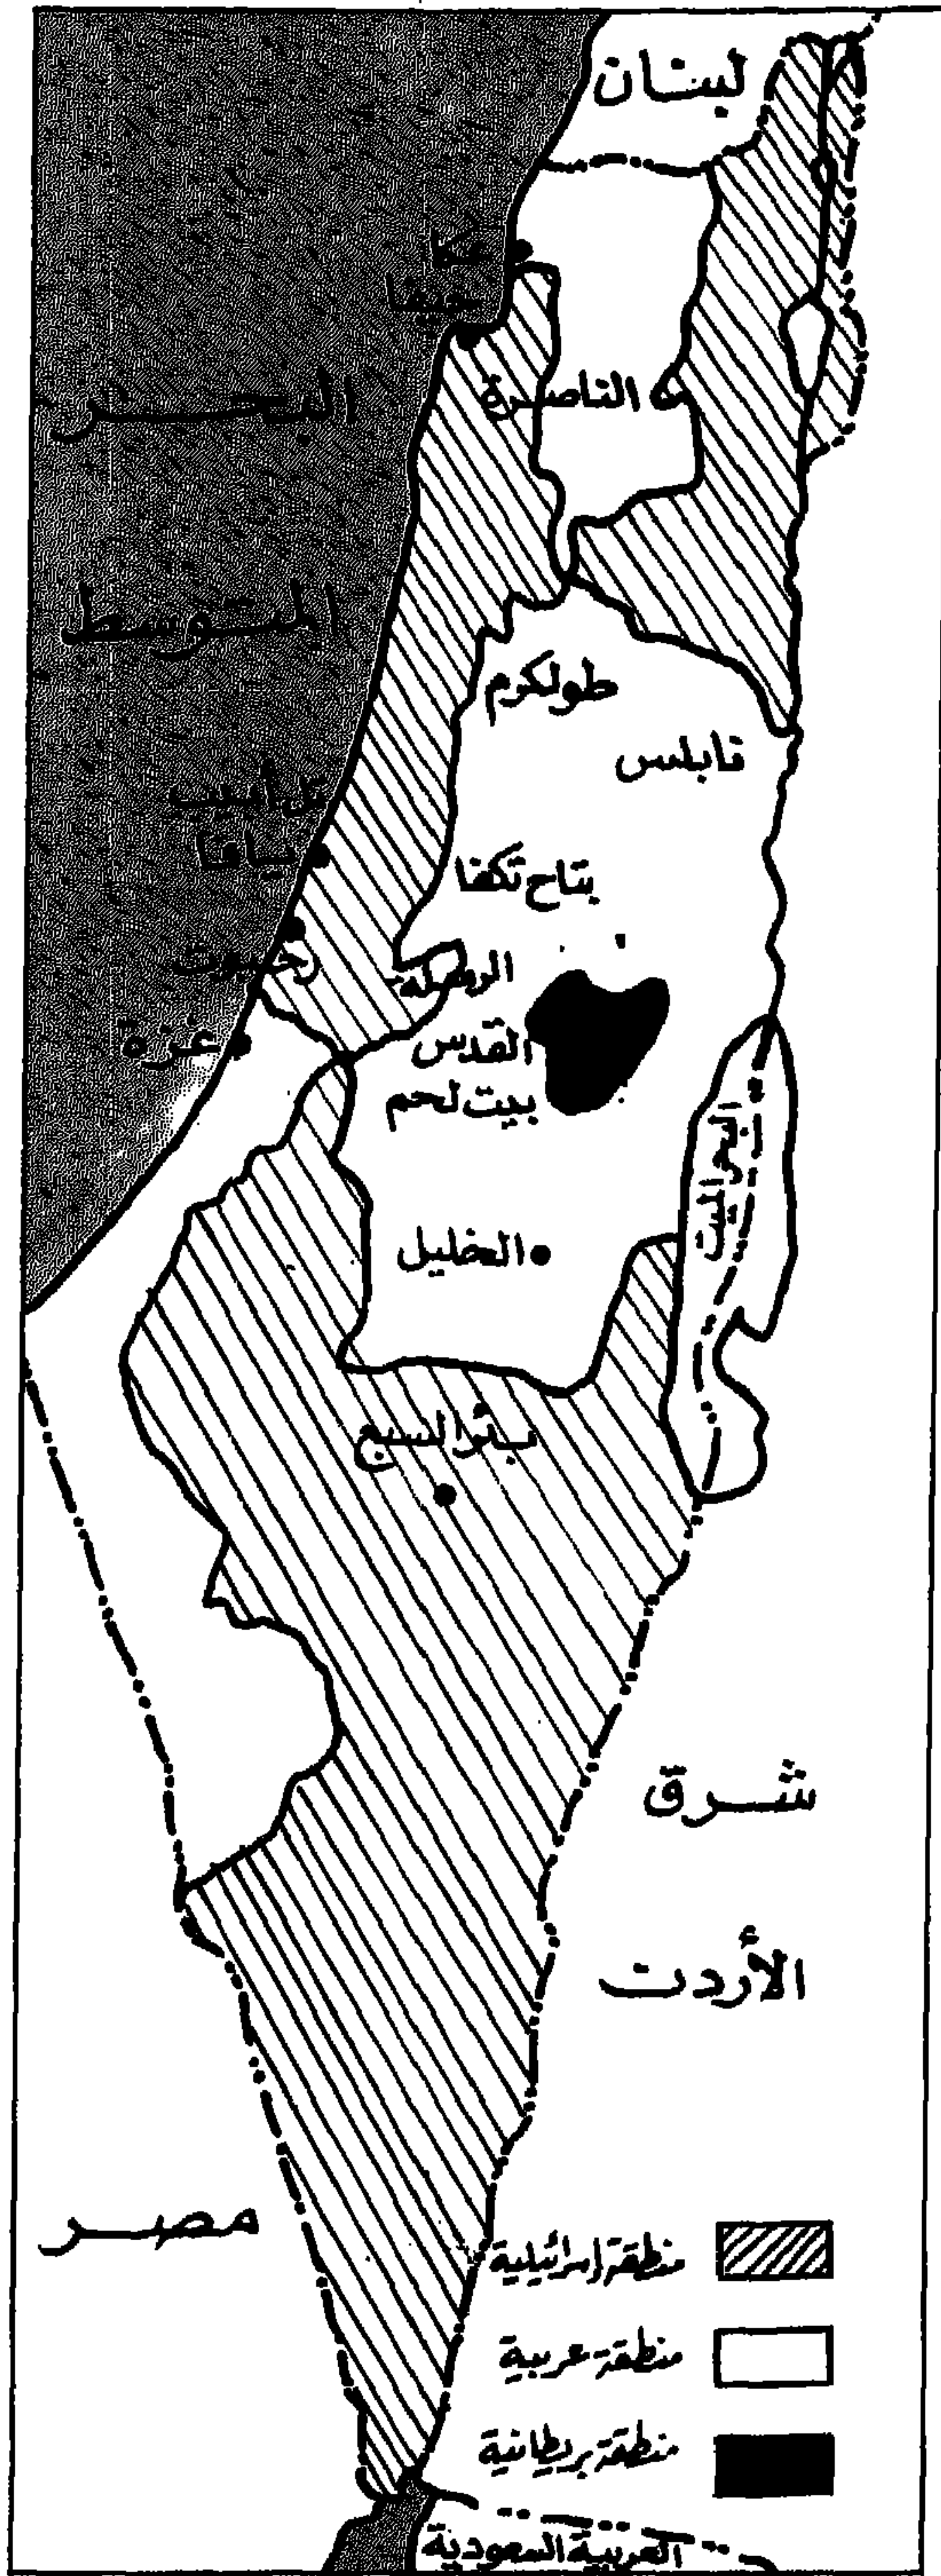 لبنان
عكا
حيفا
البحر
الناصرة
المتوسط
طولكرم
نابلس
تل أبيب
يافا
بتاح تكفا
رحبوت
الرملة
غزة
القدس
بيت لحم
البحر الميت
الخليل
بئر السبع
شرق
الأردن
مصر
منطقة إسرائيلية
منطقة عربية
منطقة بريطانية
العربية السعودية